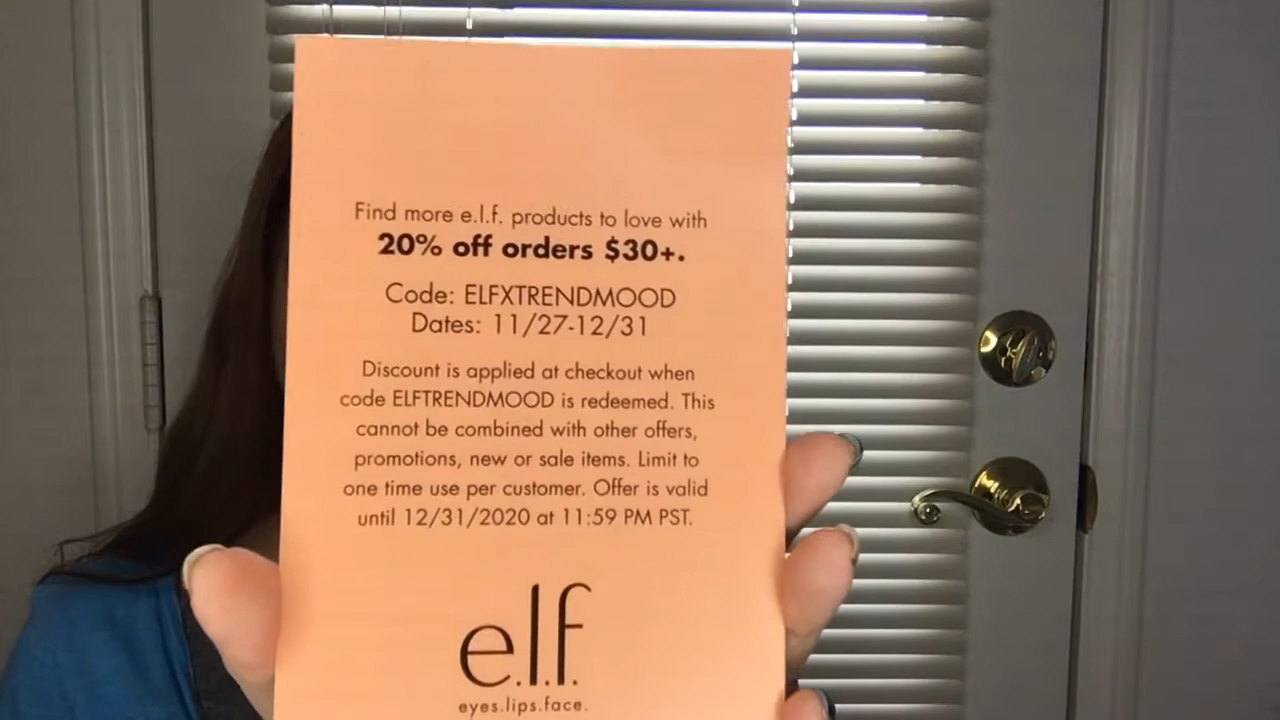 Find more e.l.f. products to love with
20% off orders $30+.
Code: ELFXTRENDMOOD
Dates: 11/27-12/31
Discount is applied at checkout when
code ELFTRENDMOOD is redeemed. This
cannot be combined with other offers,
promotions, new or sale items. Limit to
one time use per customer. Offer is valid
until 12/31/2020 at 11:59 PM PST.
e.l.f.
eyes.lips.face.